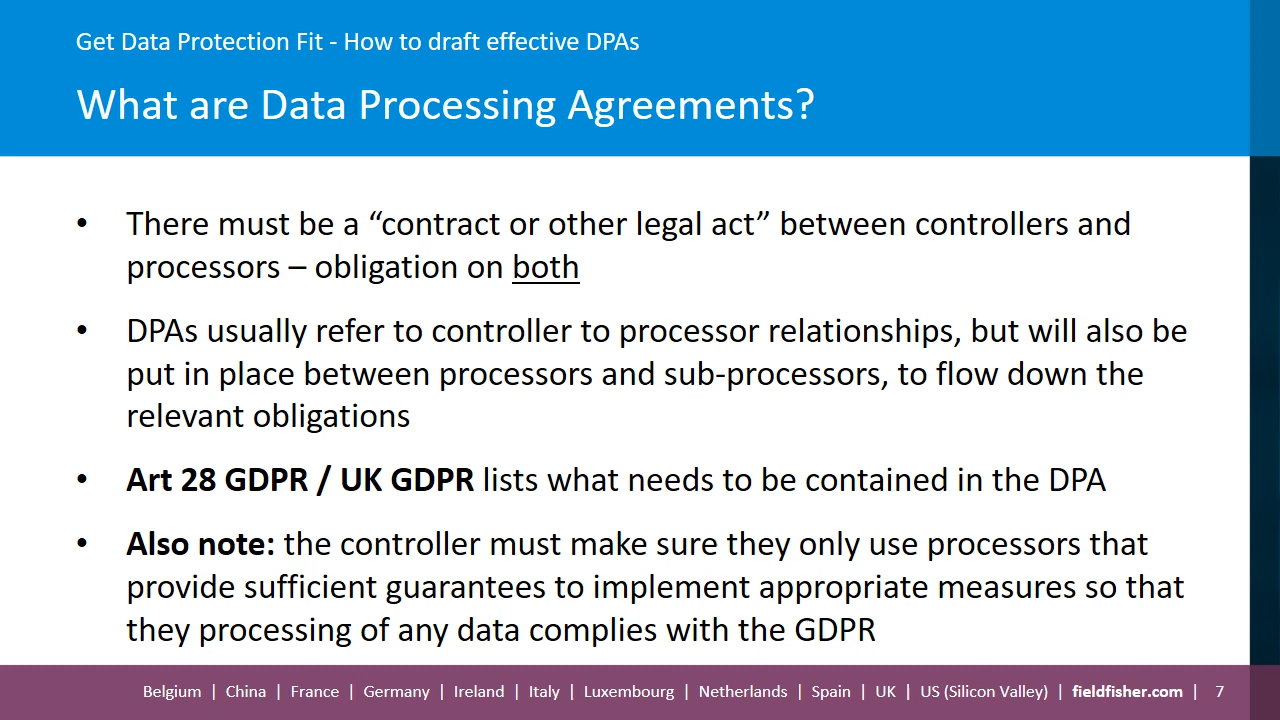 Get Data Protection Fit - How to draft effective DPAs
What are Data Processing Agreements?
• There must be a “contract or other legal act” between controllers and
processors – obligation on both
• DPAs usually refer to controller to processor relationships, but will also be
put in place between processors and sub-processors, to flow down the
relevant obligations
• Art 28 GDPR / UK GDPR lists what needs to be contained in the DPA
• Also note: the controller must make sure they only use processors that
provide sufficient guarantees to implement appropriate measures so that
they processing of any data complies with the GDPR
Belgium | China | France | Germany | Ireland | Italy | Luxembourg | Netherlands | Spain | UK | US (Silicon Valley) | fieldfisher.com | 7